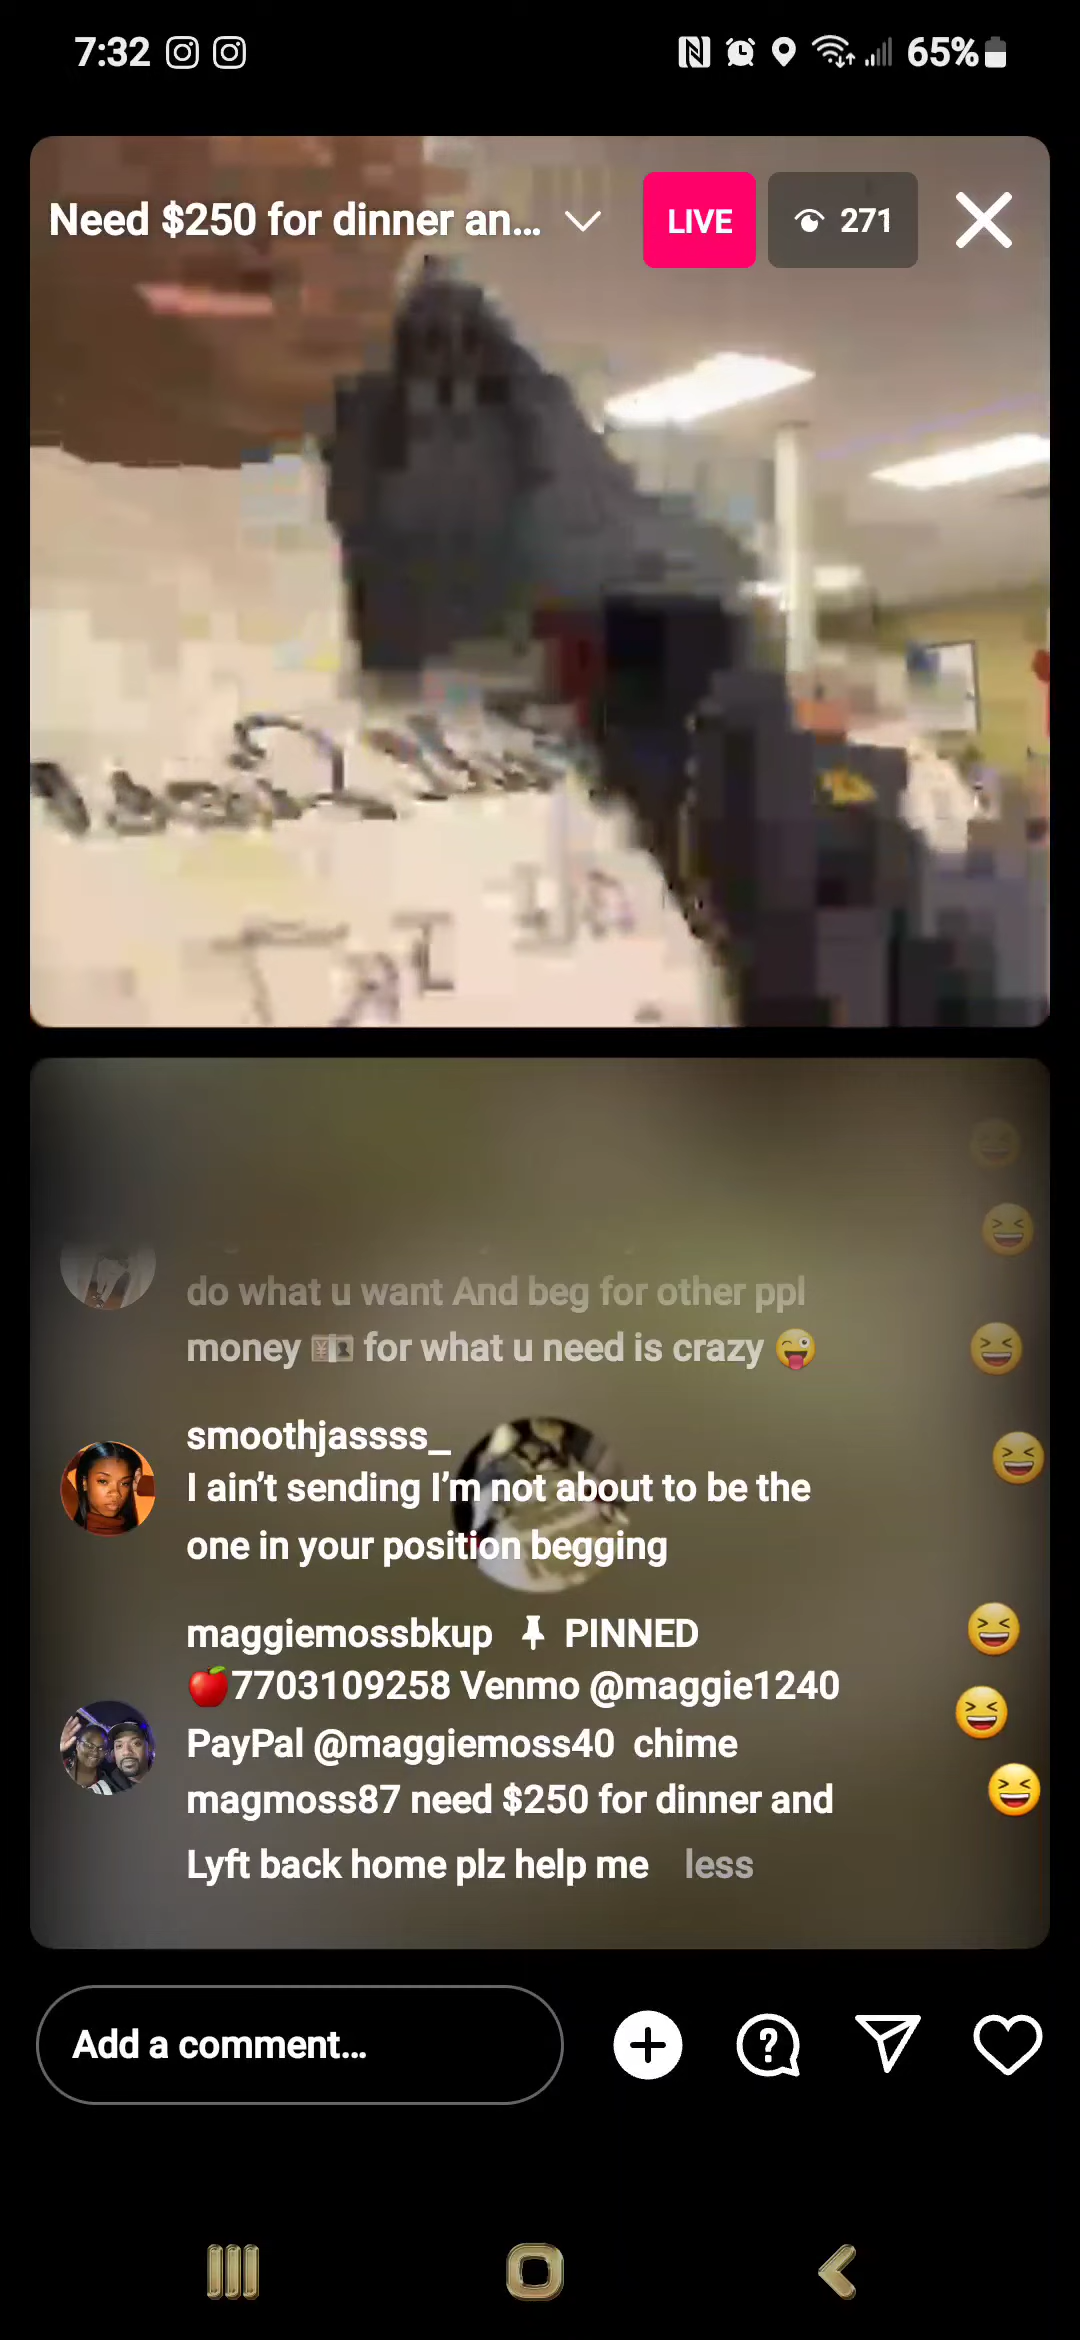 7:32
65%
Need $250 for dinner an...
LIVE
271
do what u want And beg for other ppl
money 💴 for what u need is crazy 😜
smoothjassss_
I ain't sending I'm not about to be the
one in your position begging
maggiemossbkup 📌 PINNED
🍎7703109258 Venmo @maggie1240
PayPal @maggiemoss40 chime
magmoss87 need $250 for dinner and
Lyft back home plz help me less
Add a comment...